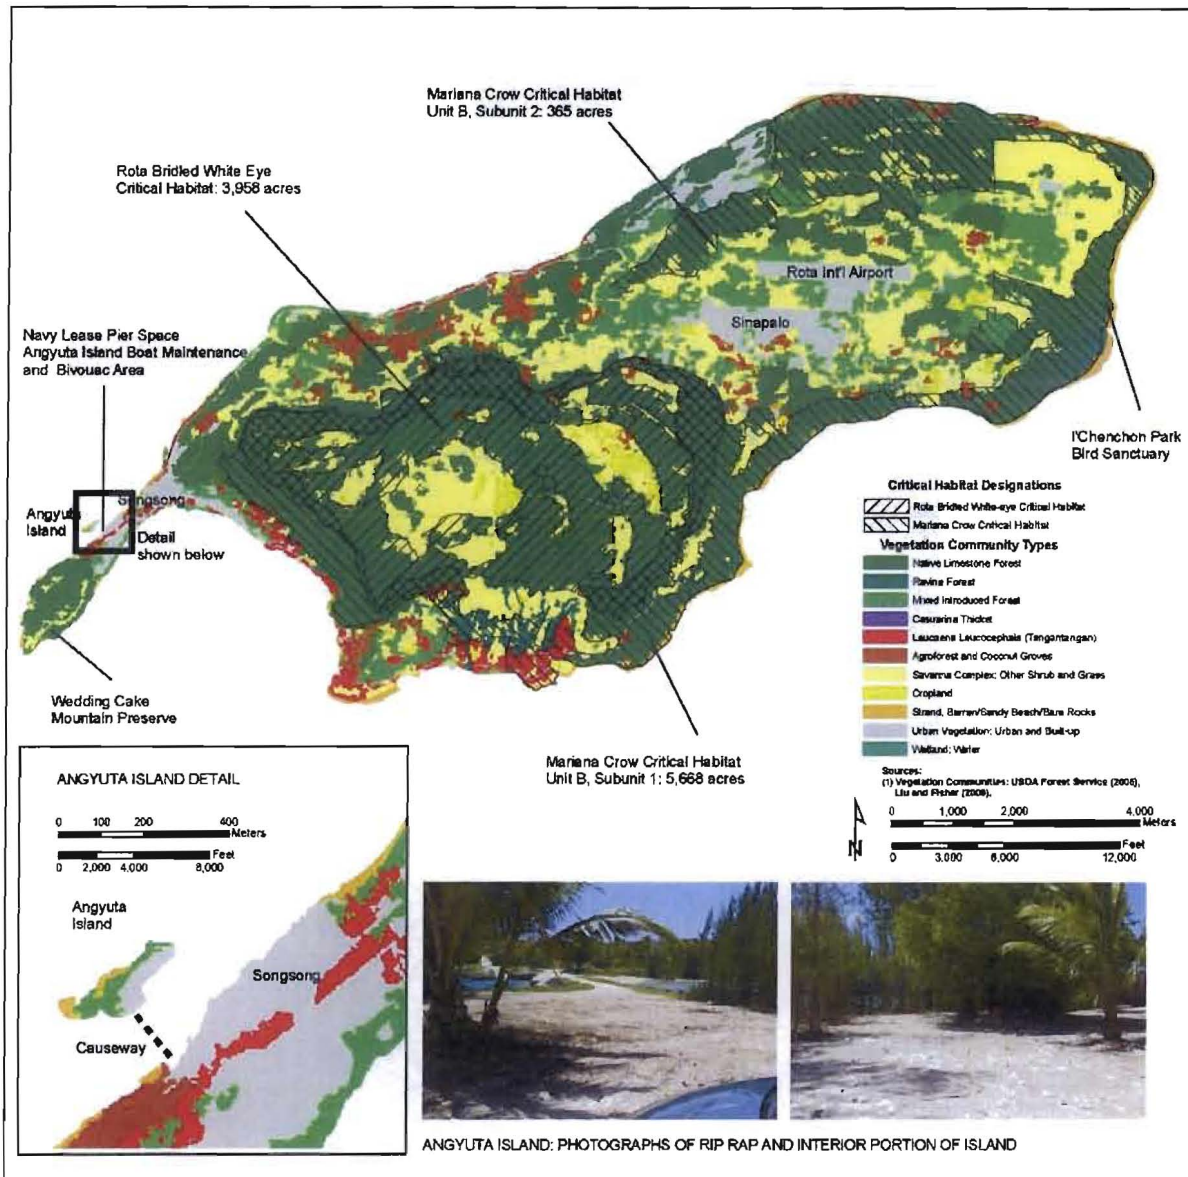 Mariana Crow Critical Habitat
Unit B, Subunit 2: 365 acres
Rota Bridled White Eye
Critical Habitat: 3,958 acres
Rota Int'l Airport
Sinapalo
Navy Lease Pier Space
Angyuta Island Boat Maintenance
and Bivouac Area
I'Chenchon Park
Bird Sanctuary
Songsong
Angyuta
Island
Detail
shown below
Wedding Cake
Mountain Preserve
Mariana Crow Critical Habitat
Unit B, Subunit 1: 5,668 acres
Critical Habitat Designations
Rota Bridled White-eye Critical Habitat
Mariana Crow Critical Habitat
Vegetation Community Types
Native Limestone Forest
Ravine Forest
Mixed Introduced Forest
Casuarina Thicket
Leucaena Leucocephala (Tangantangan)
Agroforest and Coconut Groves
Savanna Complex: Other Shrub and Grass
Cropland
Strand, Barren/Sandy Beach/Bare Rocks
Urban Vegetation: Urban and Built-up
Wetland: Water
Sources:
(1) Vegetation Communities: USDA Forest Service (2006),
Liu and Fisher (2006).
N
0 1,000 2,000 4,000
Meters
Feet
0 3,000 6,000 12,000
ANGYUTA ISLAND DETAIL
0 100 200 400
Meters
Feet
0 2,000 4,000 8,000
Angyuta
Island
Songsong
Causeway
ANGYUTA ISLAND: PHOTOGRAPHS OF RIP RAP AND INTERIOR PORTION OF ISLAND